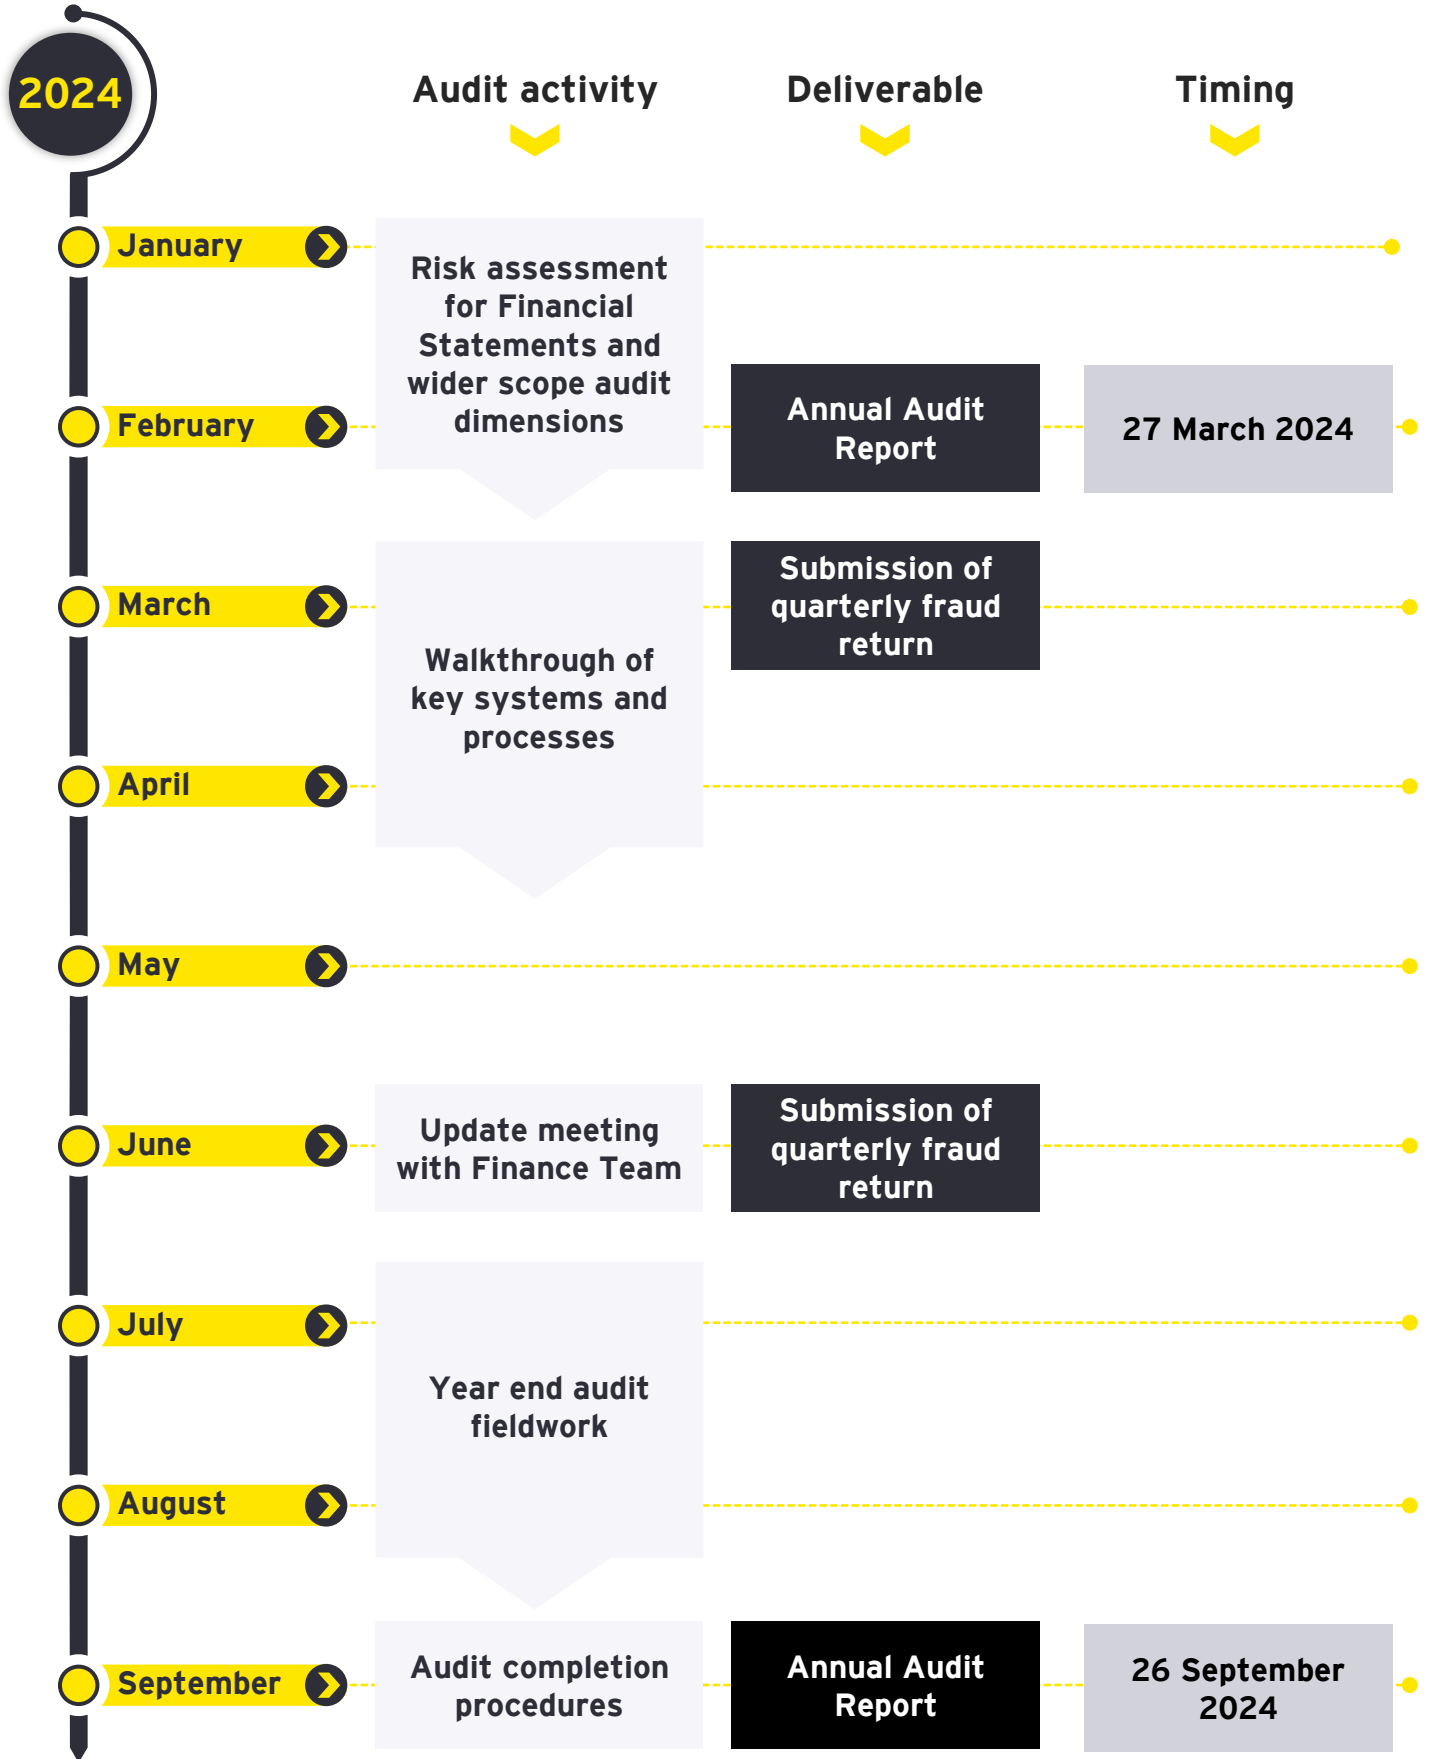 2024
Audit activity
Deliverable
Timing
January
Risk assessment
for Financial
Statements and
wider scope audit
dimensions
February
Annual Audit
Report
27 March 2024
March
Submission of
quarterly fraud
return
Walkthrough of
key systems and
processes
April
May
June
Update meeting
with Finance Team
Submission of
quarterly fraud
return
July
Year end audit
fieldwork
August
September
Audit completion
procedures
Annual Audit
Report
26 September
2024